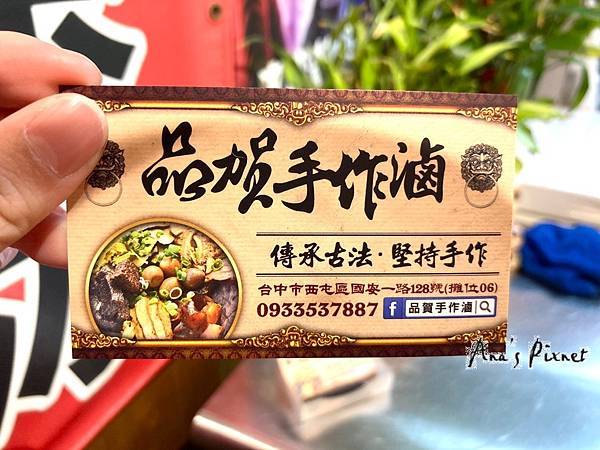 品賀手作滷
傳承古法·堅持手作
台中市西屯區國安一路128號(攤位06)
0933537887 f 品賀手作滷
Ana's Pixnet